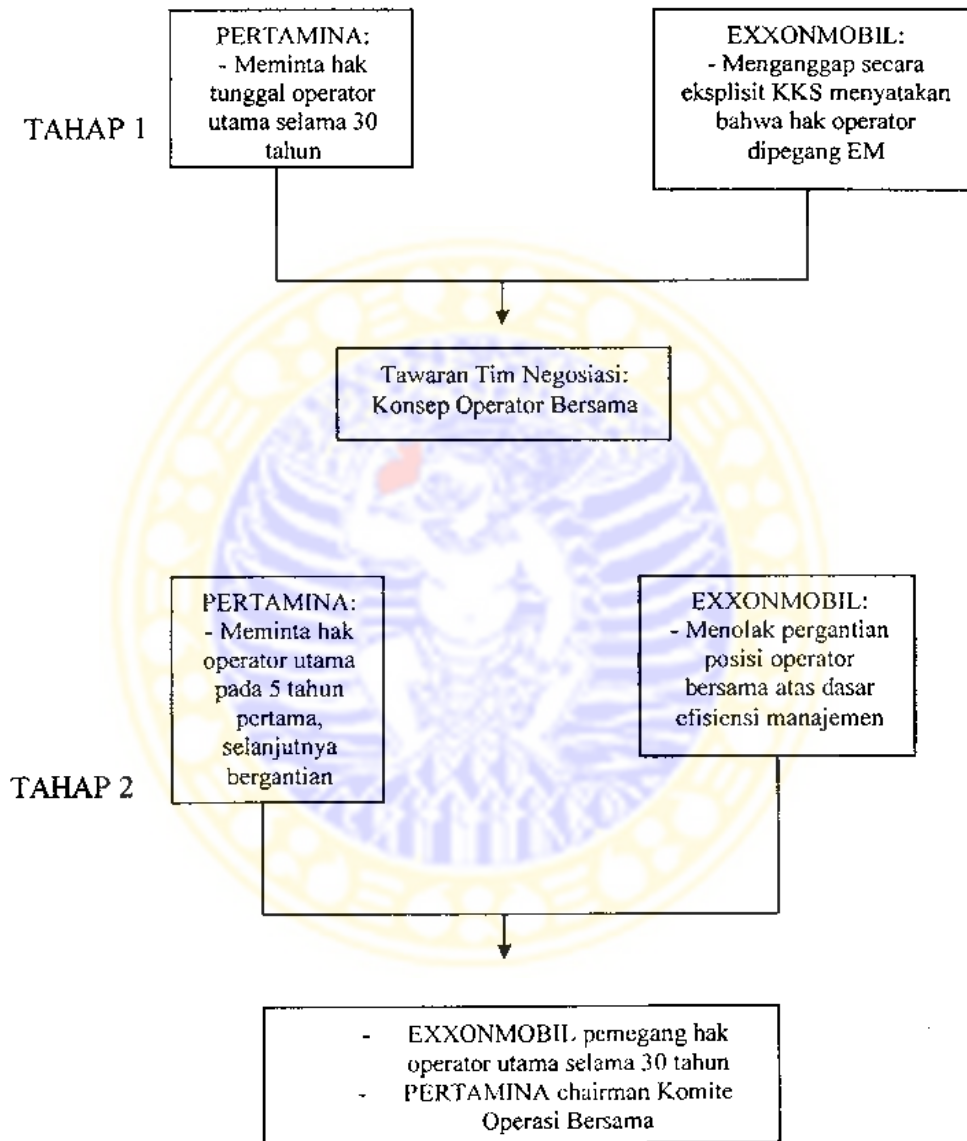 PERTAMINA:
- Meminta hak
tunggal operator
utama selama 30
tahun
EXXONMOBIL:
- Menganggap secara
eksplisit KKS menyatakan
bahwa hak operator
dipegang EM
TAHAP 1
Tawaran Tim Negosiasi:
Konsep Operator Bersama
PERTAMINA:
- Meminta hak
operator utama
pada 5 tahun
pertama,
selanjutnya
bergantian
EXXONMOBIL:
- Menolak pergantian
posisi operator
bersama atas dasar
efisiensi manajemen
TAHAP 2
- EXXONMOBIL pemegang hak
operator utama selama 30 tahun
- PERTAMINA chairman Komite
Operasi Bersama